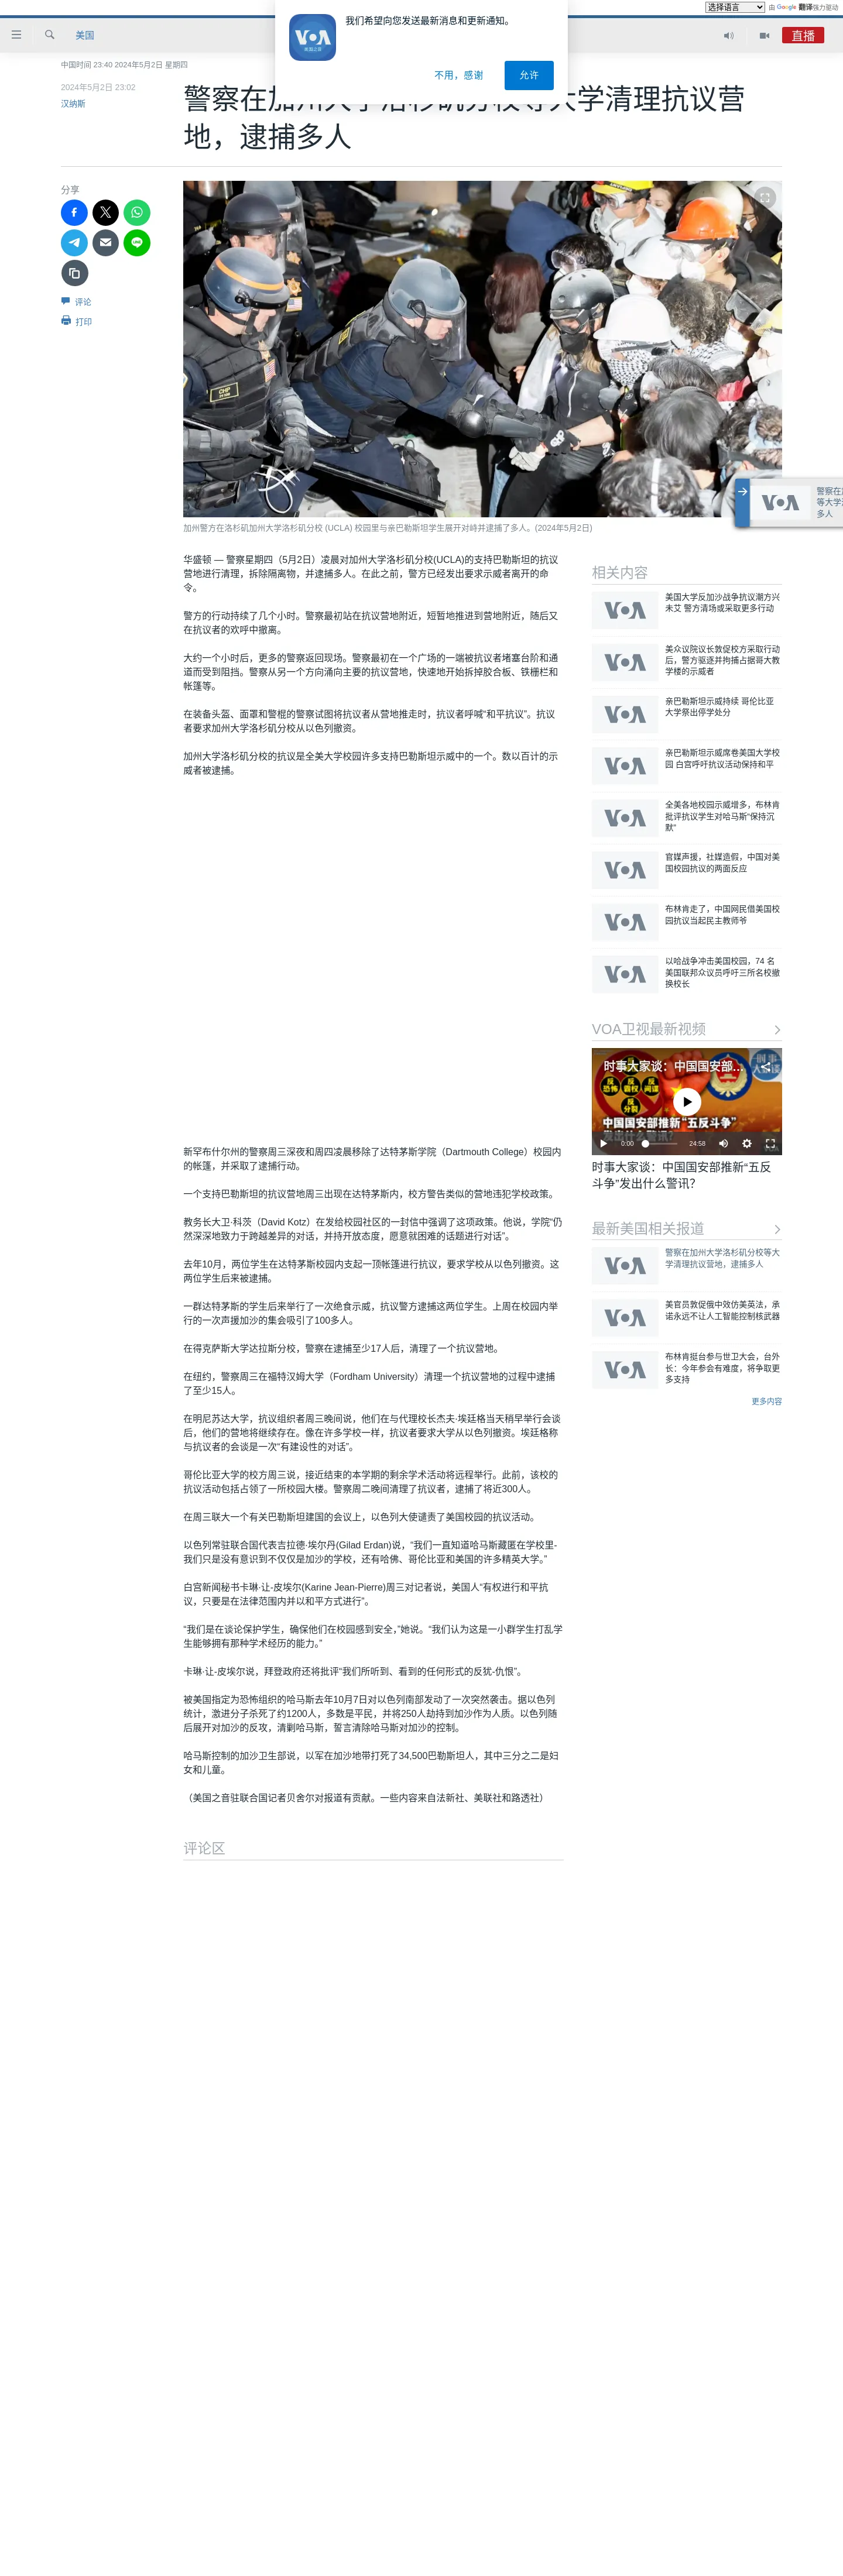 选择语言 由 Google 翻译强力驱动
我们希望向您发送最新消息和更新通知。
不用，感谢
允许
美国
直播
中国时间 23:40 2024年5月2日 星期四
2024年5月2日 23:02
汉纳斯
警察在加州大学洛杉矶分校等大学清理抗议营
地，逮捕多人
分享
评论
打印
CHP
加州警方在洛杉矶加州大学洛杉矶分校 (UCLA) 校园里与亲巴勒斯坦学生展开对峙并逮捕了多人。(2024年5月2日)
VOA
等大学
多人
华盛顿 — 警察星期四（5月2日）凌晨对加州大学洛杉矶分校(UCLA)的支持巴勒斯坦的抗议
营地进行清理，拆除隔离物，并逮捕多人。在此之前，警方已经发出要求示威者离开的命
令。
警方的行动持续了几个小时。警察最初站在抗议营地附近，短暂地推进到营地附近，随后又
在抗议者的欢呼中撤离。
大约一个小时后，更多的警察返回现场。警察最初在一个广场的一端被抗议者堵塞台阶和通
道而受到阻挡。警察从另一个方向涌向主要的抗议营地，快速地开始拆掉胶合板、铁栅栏和
帐篷等。
在装备头盔、面罩和警棍的警察试图将抗议者从营地推走时，抗议者呼喊“和平抗议”。抗议
者要求加州大学洛杉矶分校从以色列撤资。
加州大学洛杉矶分校的抗议是全美大学校园许多支持巴勒斯坦示威中的一个。数以百计的示
威者被逮捕。
新罕布什尔州的警察周三深夜和周四凌晨移除了达特茅斯学院（Dartmouth College）校园内
的帐篷，并采取了逮捕行动。
一个支持巴勒斯坦的抗议营地周三出现在达特茅斯内，校方警告类似的营地违犯学校政策。
教务长大卫·科茨（David Kotz）在发给校园社区的一封信中强调了这项政策。他说，学院“仍
然深深地致力于跨越差异的对话，并持开放态度，愿意就困难的话题进行对话”。
去年10月，两位学生在达特茅斯校园内支起一顶帐篷进行抗议，要求学校从以色列撤资。这
两位学生后来被逮捕。
一群达特茅斯的学生后来举行了一次绝食示威，抗议警方逮捕这两位学生。上周在校园内举
行的一次声援加沙的集会吸引了100多人。
在得克萨斯大学达拉斯分校，警察在逮捕至少17人后，清理了一个抗议营地。
在纽约，警察周三在福特汉姆大学（Fordham University）清理一个抗议营地的过程中逮捕
了至少15人。
在明尼苏达大学，抗议组织者周三晚间说，他们在与代理校长杰夫·埃廷格当天稍早举行会谈
后，他们的营地将继续存在。像在许多学校一样，抗议者要求大学从以色列撤资。埃廷格称
与抗议者的会谈是一次“有建设性的对话”。
哥伦比亚大学的校方周三说，接近结束的本学期的剩余学术活动将远程举行。此前，该校的
抗议活动包括占领了一所校园大楼。警察周二晚间清理了抗议者，逮捕了将近300人。
在周三联大一个有关巴勒斯坦建国的会议上，以色列大使谴责了美国校园的抗议活动。
以色列常驻联合国代表吉拉德·埃尔丹(Gilad Erdan)说，“我们一直知道哈马斯藏匿在学校里-
我们只是没有意识到不仅仅是加沙的学校，还有哈佛、哥伦比亚和美国的许多精英大学。”
白宫新闻秘书卡琳·让-皮埃尔(Karine Jean-Pierre)周三对记者说，美国人“有权进行和平抗
议，只要是在法律范围内并以和平方式进行”。
“我们是在谈论保护学生，确保他们在校园感到安全，”她说。“我们认为这是一小群学生打乱学
生能够拥有那种学术经历的能力。”
卡琳·让-皮埃尔说，拜登政府还将批评“我们所听到、看到的任何形式的反犹-仇恨”。
被美国指定为恐怖组织的哈马斯去年10月7日对以色列南部发动了一次突然袭击。据以色列
统计，激进分子杀死了约1200人，多数是平民，并将250人劫持到加沙作为人质。以色列随
后展开对加沙的反攻，清剿哈马斯，誓言清除哈马斯对加沙的控制。
哈马斯控制的加沙卫生部说，以军在加沙地带打死了34,500巴勒斯坦人，其中三分之二是妇
女和儿童。
（美国之音驻联合国记者贝舍尔对报道有贡献。一些内容来自法新社、美联社和路透社）
评论区
相关内容
美国大学反加沙战争抗议潮方兴
未艾 警方清场或采取更多行动
美众议院议长敦促校方采取行动
后，警方驱逐并拘捕占据哥大教
学楼的示威者
亲巴勒斯坦示威持续 哥伦比亚
大学祭出停学处分
亲巴勒斯坦示威席卷美国大学校
园 白宫呼吁抗议活动保持和平
全美各地校园示威增多，布林肯
批评抗议学生对哈马斯“保持沉
默”
官媒声援，社媒造假，中国对美
国校园抗议的两面反应
布林肯走了，中国网民借美国校
园抗议当起民主教师爷
以哈战争冲击美国校园，74 名
美国联邦众议员呼吁三所名校撤
换校长
VOA卫视最新视频
时事大家谈：中国国安部…
中国国安部推新“五反斗争”
0:00 24:58
时事大家谈：中国国安部推新“五反
斗争”发出什么警讯？
最新美国相关报道
警察在加州大学洛杉矶分校等大
学清理抗议营地，逮捕多人
美官员敦促俄中效仿美英法，承
诺永远不让人工智能控制核武器
布林肯挺台参与世卫大会，台外
长：今年参会有难度，将争取更
多支持
更多内容